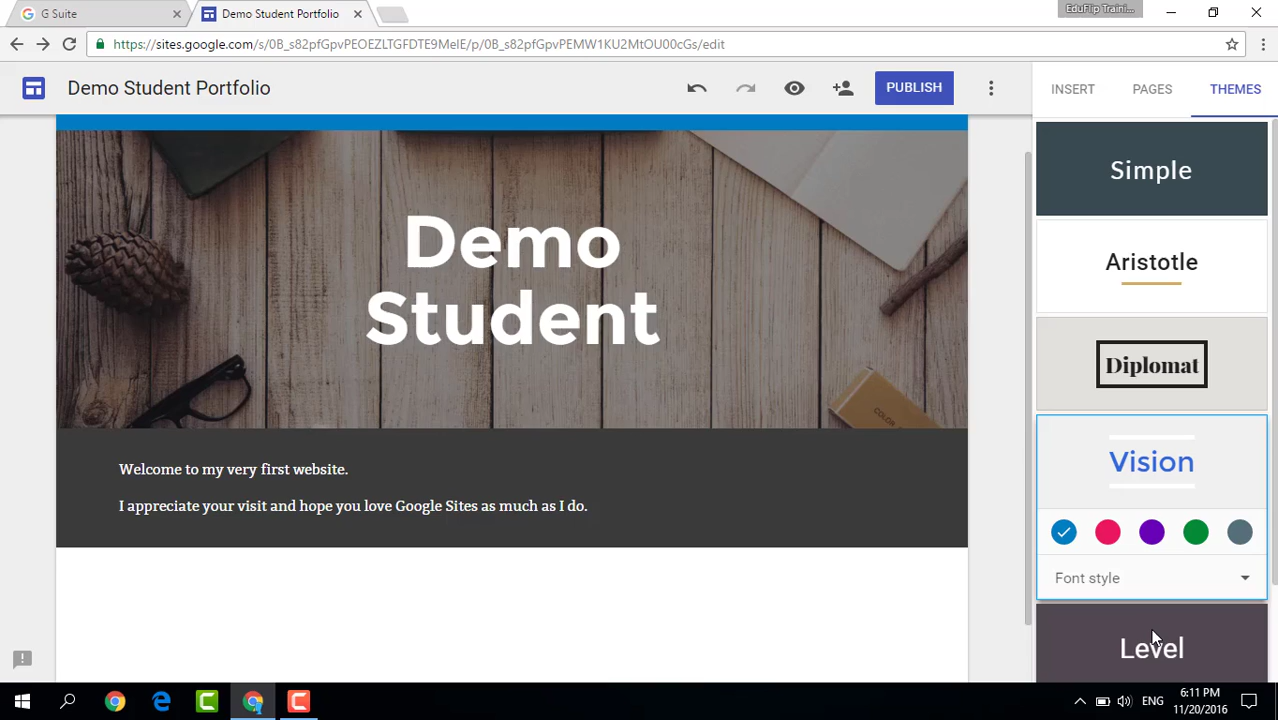 G Suite
Demo Student Portfolio
EduFlip Traini...
https://sites.google.com/s/0B_s82pfGpvPEOEZLTGFDTE9MelE/p/0B_s82pfGpvPEMW1KU2MtOU00cGs/edit
Demo Student Portfolio
PUBLISH
INSERT
PAGES
THEMES
Demo
Student
Welcome to my very first website.
I appreciate your visit and hope you love Google Sites as much as I do.
Simple
Aristotle
Diplomat
Vision
Font style
Level
ENG
6:11 PM
11/20/2016